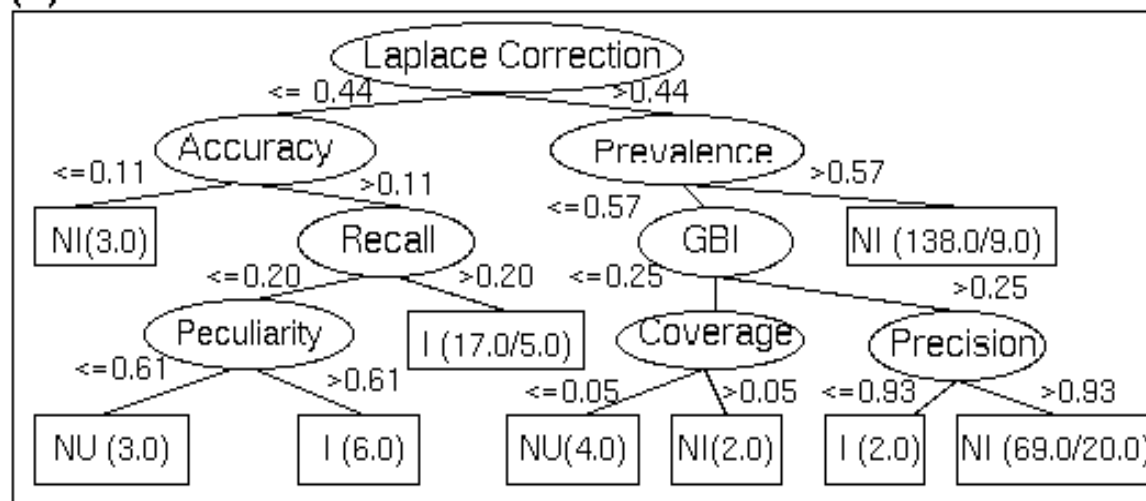 Laplace Correction
<= 0.44 >0.44
Accuracy Prevalence
<=0.11 >0.11 <=0.57 >0.57
NI(3.0) Recall GBI NI (138.0/9.0)
<=0.20 >0.20 <=0.25 >0.25
Peculiarity I (17.0/5.0) Coverage Precision
<=0.61 >0.61 <=0.05 >0.05 <=0.93 >0.93
NU (3.0) I (6.0) NU(4.0) NI(2.0) I (2.0) NI (69.0/20.0)